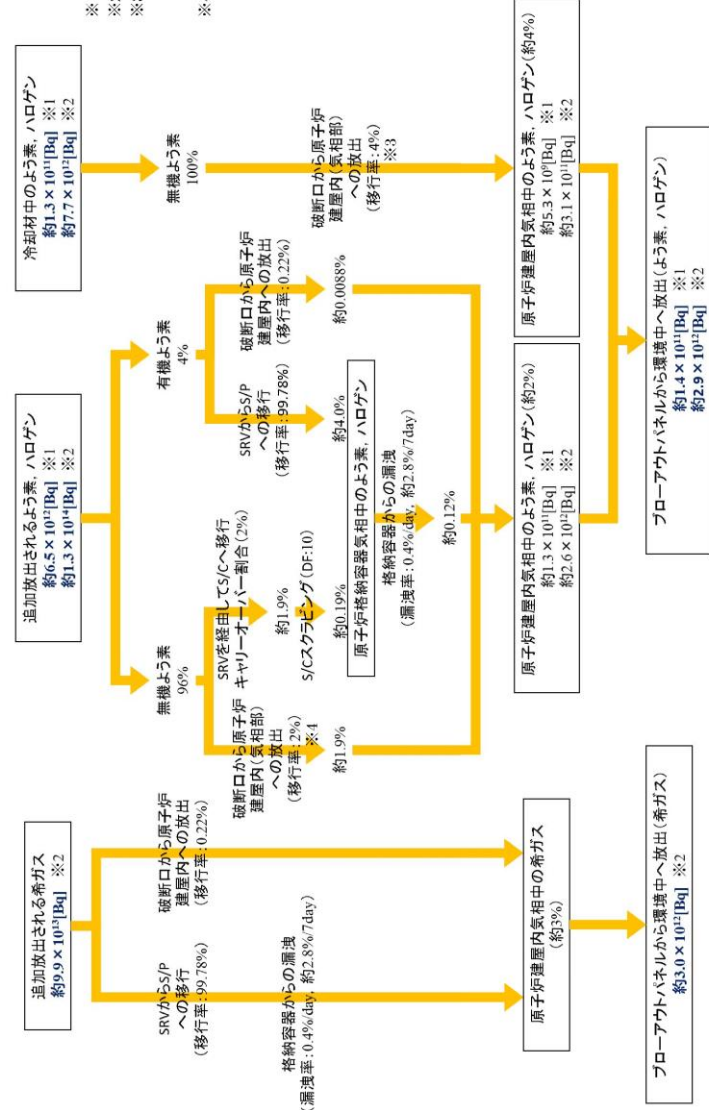 追加放出される希ガス
約9.9×10¹³[Bq] ※2
SRVからS/P
への移行
(移行率:99.78%)
格納容器からの漏洩
(漏洩率:0.4%/day, 約2.8%/7day)
破断口から原子炉
建屋内への放出
(移行率:0.22%)
原子炉建屋内気相中の希ガス
(約3%)
ブローアウトパネルから環境中へ放出(希ガス)
約3.0×10¹²[Bq] ※2
追加放出されるよう素, ハロゲン
約6.5×10¹²[Bq] ※1
約1.3×10¹⁴[Bq] ※2
無機よう素
96%
破断口から原子炉
建屋内(気相部)
への放出
(移行率:2%)
※4
約1.9%
SRVを経由してS/Cへ移行
キャリーオーバー割合(2%)
約1.9%
S/Cスクラビング(DF:10)
約0.19%
有機よう素
4%
SRVからS/P
への移行
(移行率:99.78%)
約4.0%
破断口から原子炉
建屋内への放出
(移行率:0.22%)
約0.0088%
原子炉格納容器気相中のよう素, ハロゲン
格納容器からの漏洩
(漏洩率:0.4%/day, 約2.8%/7day)
約0.12%
原子炉建屋内気相中のよう素, ハロゲン(約2%)
約1.3×10¹¹[Bq] ※1
約2.6×10¹²[Bq] ※2
冷却材中のよう素, ハロゲン
約1.3×10¹¹[Bq] ※1
約7.7×10¹²[Bq] ※2
無機よう素
100%
破断口から原子炉
建屋内(気相部)
への放出
(移行率:4%)
※3
原子炉建屋内気相中のよう素, ハロゲン(約4%)
約5.3×10⁹[Bq] ※1
約3.1×10¹¹[Bq] ※2
ブローアウトパネルから環境中へ放出(よう素, ハロゲン)
約1.4×10¹¹[Bq] ※1
約2.9×10¹²[Bq] ※2
※
※
※
※